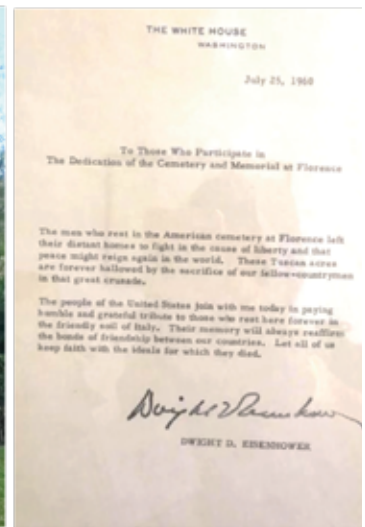 THE WHITE HOUSE
WASHINGTON
July 25, 1960
To Those Who Participate in
The Dedication of the Cemetery and Memorial at Florence
The men who rest in the American cemetery at Florence left
their distant homes to fight in the cause of liberty and that
peace might reign again in the world. These Tuscan acres
are forever hallowed by the sacrifice of our fellow-countrymen
in that great crusade.
The people of the United States join with me today in paying
humble and grateful tribute to those who rest here forever in
the friendly soil of Italy. Their memory will always reaffirm
the bonds of friendship between our countries. Let all of us
keep faith with the ideals for which they died.
Dwight D Eisenhower
DWIGHT D. EISENHOWER